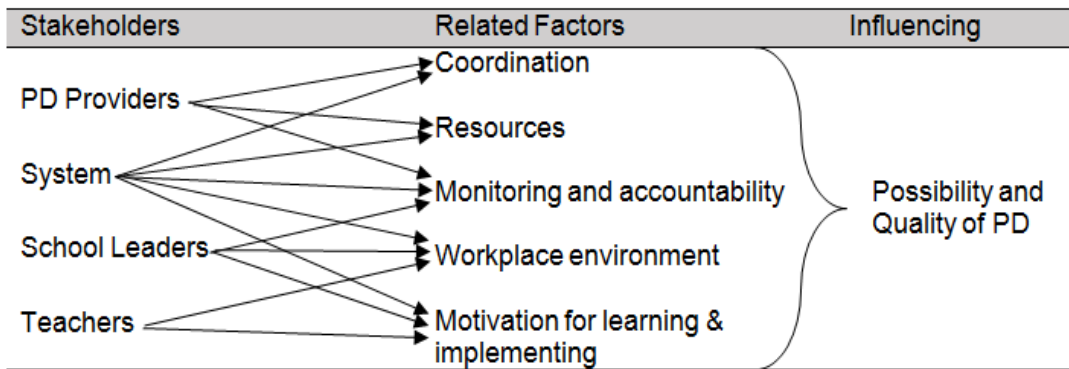 Stakeholders Related Factors Influencing
Coordination
PD Providers
Resources
System
Monitoring and accountability
Possibility and
Quality of PD
School Leaders
Workplace environment
Teachers
Motivation for learning &
implementing